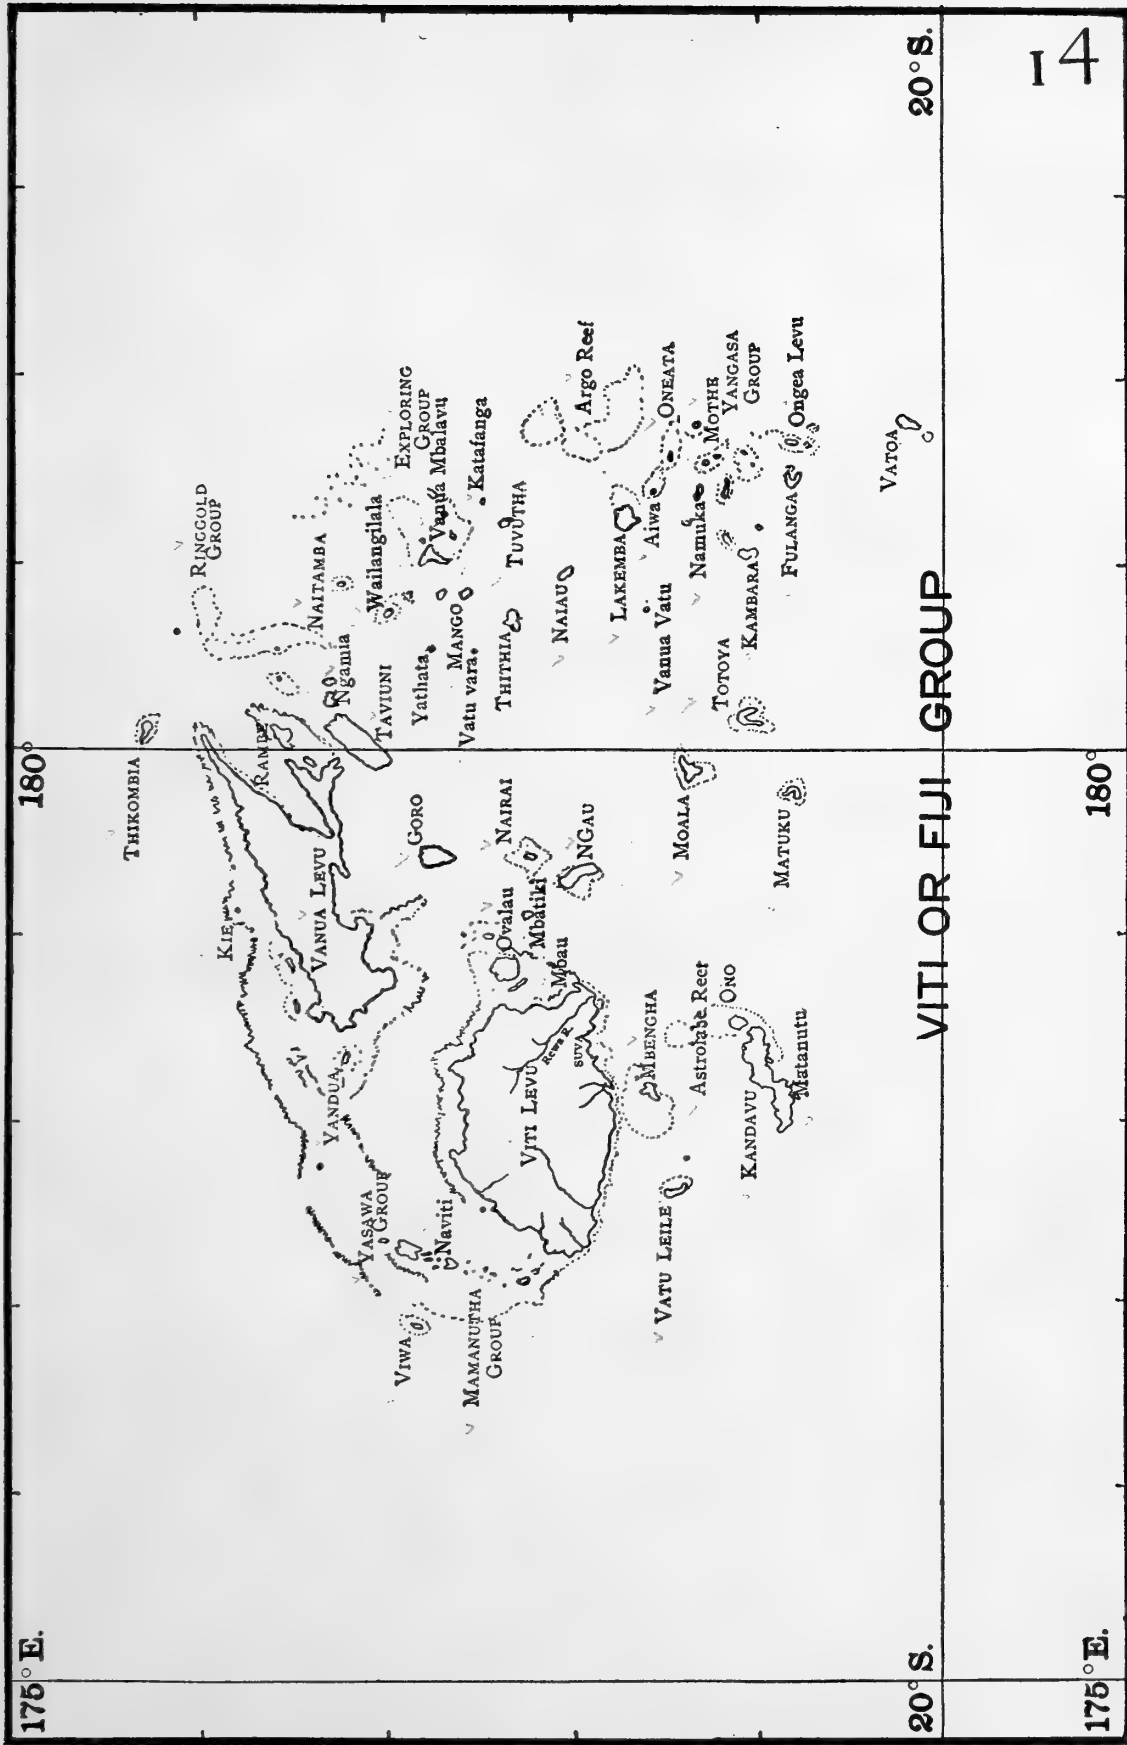 14
175° E.
180°
THIKOMBIA
RINGOLD
GROUP
KIE
RAMBE
NAITAMBA
VANUA LEVU
Ngamia
Wailangilala
EXPLORING
GROUP
YANDUA
TAVIUNI
Vanua Mbalavu
YASAWA
GROUP
GORO
Yathata
MANGO
Katafanga
VIWA
Naviti
Vatu vara
MAMANUTHA
GROUP
Ovalau
NAIRAI
THITHIA
TUVUTHA
Mbatiki
VITI LEVU
Rewa R.
SUVA
Mbau
NGAU
NAIAU
Argo Reef
LAKEMBA
MBENGHA
Vanua Vatu
Aiwa
ONEATA
VATU LEILE
Astrolabe Reef
MOALA
Namuka
MOTHE
ONO
TOTOYA
YANGASA
GROUP
KANDAVU
KAMBARA
Matanutu
MATUKU
FULANGA
Ongea Levu
VATOA
20° S.
20° S.
VITI OR FIJI GROUP
175° E.
180°